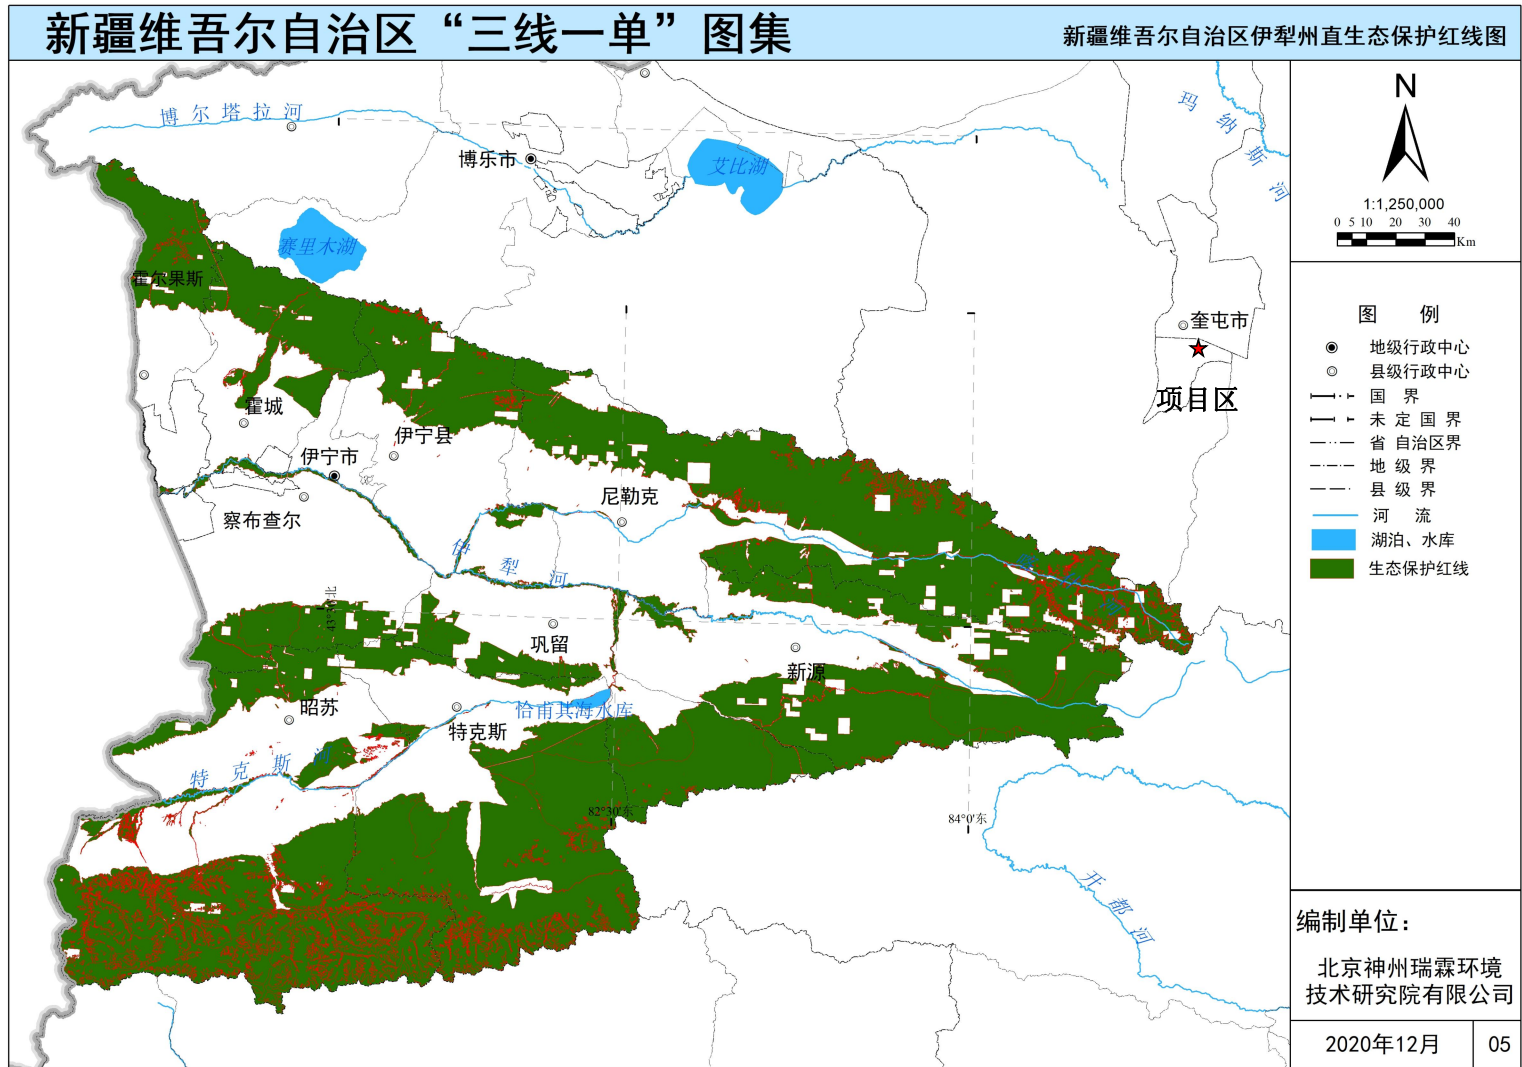 新疆维吾尔自治区“三线一单”图集
新疆维吾尔自治区伊犁州直生态保护红线图
博尔塔拉河
博乐市
艾比湖
玛纳斯河
赛里木湖
霍尔果斯
奎屯市
项目区
霍城
伊宁县
伊宁市
察布查尔
尼勒克
伊犁河
巩留
新源
昭苏
特克斯
恰甫其海水库
特克斯河
82°30′东
84°0′东
开都河
N
1:1,250,000
0 5 10 20 30 40
Km
图 例
地级行政中心
县级行政中心
国 界
未 定 国 界
省 自治区界
地 级 界
县 级 界
河 流
湖泊、水库
生态保护红线
编制单位：
北京神州瑞霖环境
技术研究院有限公司
2020年12月
05